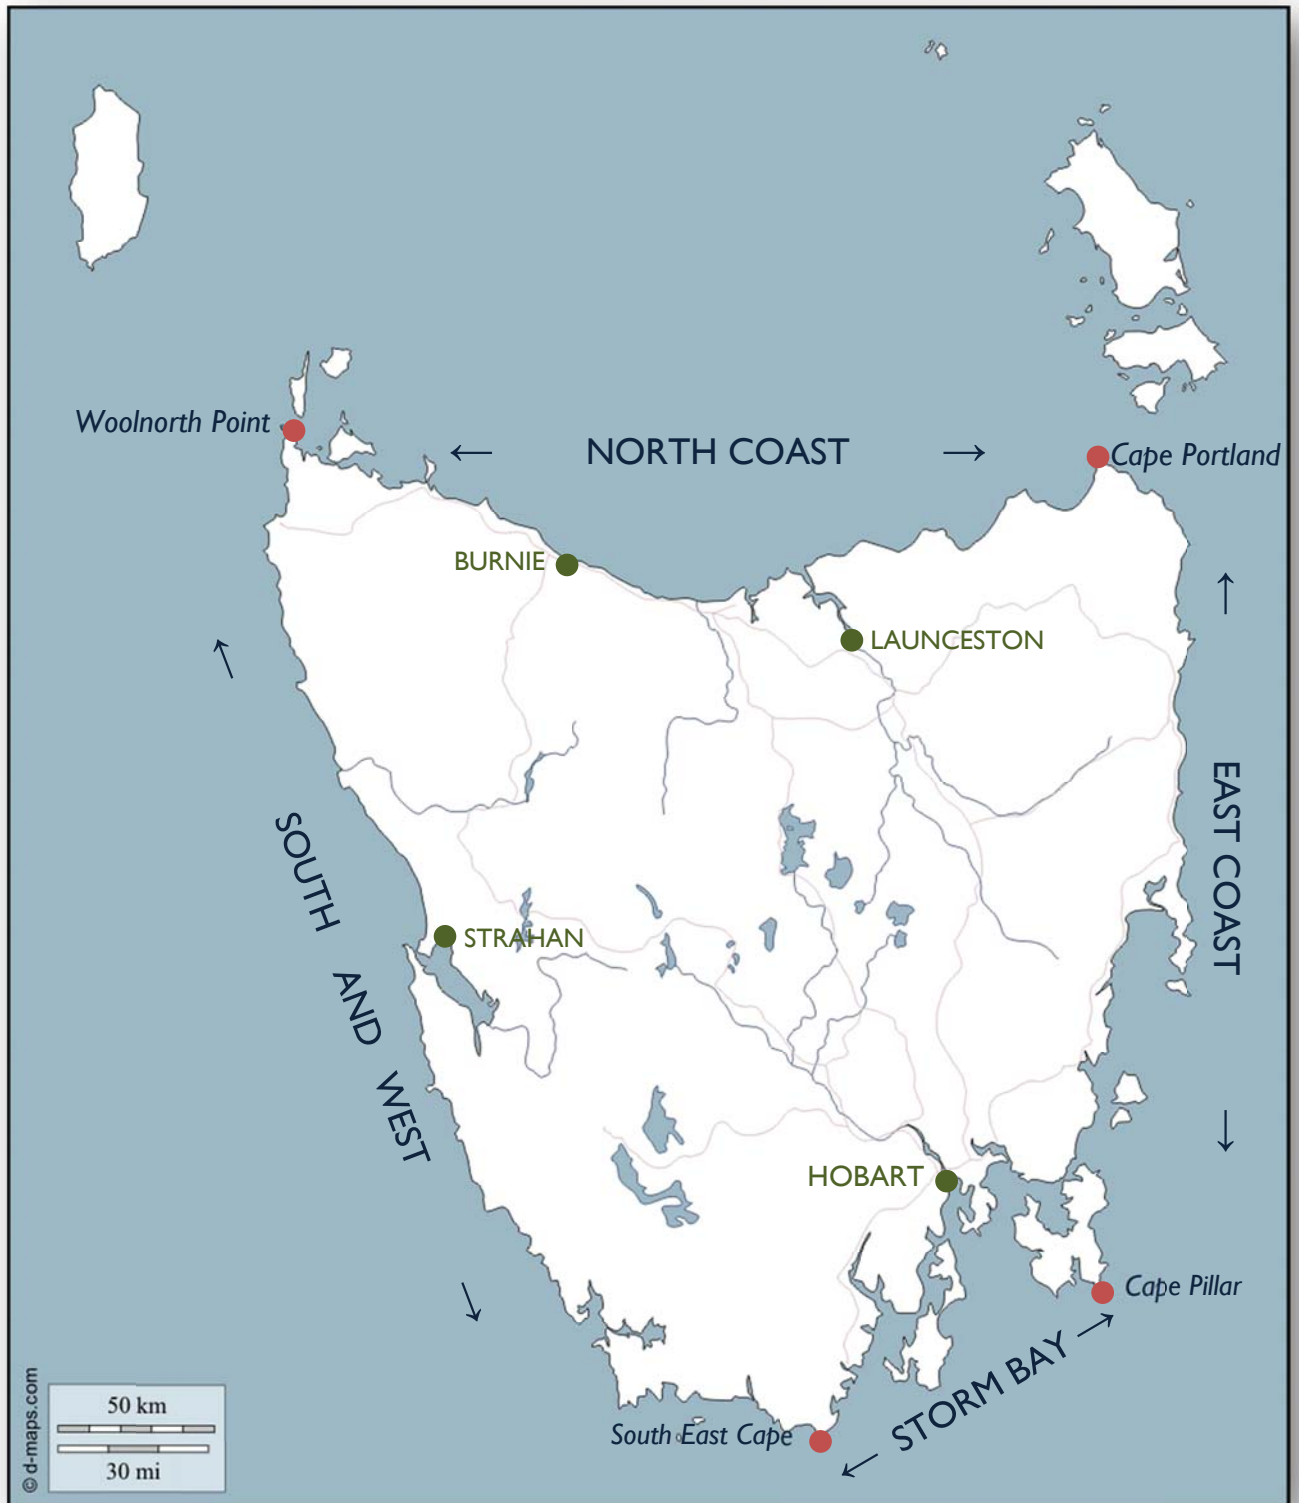 Woolnorth Point
NORTH COAST
Cape Portland
BURNIE
LAUNCESTON
EAST COAST
SOUTH AND WEST
STRAHAN
HOBART
Cape Pillar
STORM BAY
South East Cape
50 km
30 mi
© d-maps.com